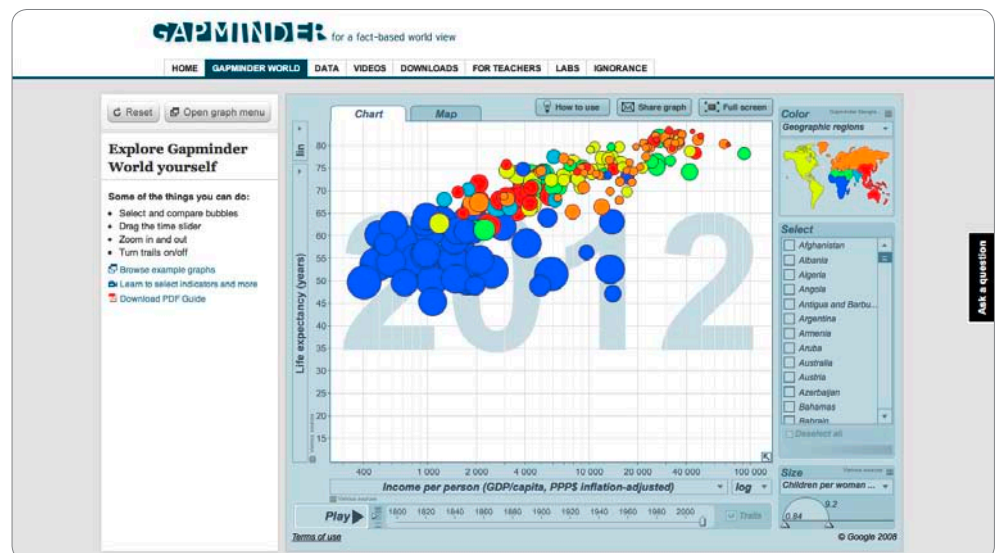 GAPMINDER for a fact-based world view
HOME GAPMINDER WORLD DATA VIDEOS DOWNLOADS FOR TEACHERS LABS IGNORANCE
Reset Open graph menu
Explore Gapminder
World yourself
Some of the things you can do:
Select and compare bubbles
Drag the time slider
Zoom in and out
Turn trails on/off
Browse example graphs
Learn to select indicators and more
Download PDF Guide
Chart Map
How to use Share graph Full screen
lin
Life expectancy (years)
80
75
70
65
60
55
50
45
40
35
30
25
20
15
2012
400 1 000 2 000 4 000 10 000 20 000 40 000 100 000
Income per person (GDP/capita, PPP$ inflation-adjusted) log
Play
1800 1820 1840 1860 1880 1900 1920 1940 1960 1980 2000
Trails
Terms of use
Color
Geographic regions
Select
Afghanistan
Albania
Algeria
Angola
Antigua and Barbu...
Argentina
Armenia
Aruba
Australia
Austria
Azerbaijan
Bahamas
Bahrain
Deselect all
Size
Children per woman ...
9.2
0.84
© Google 2008
Ask a question